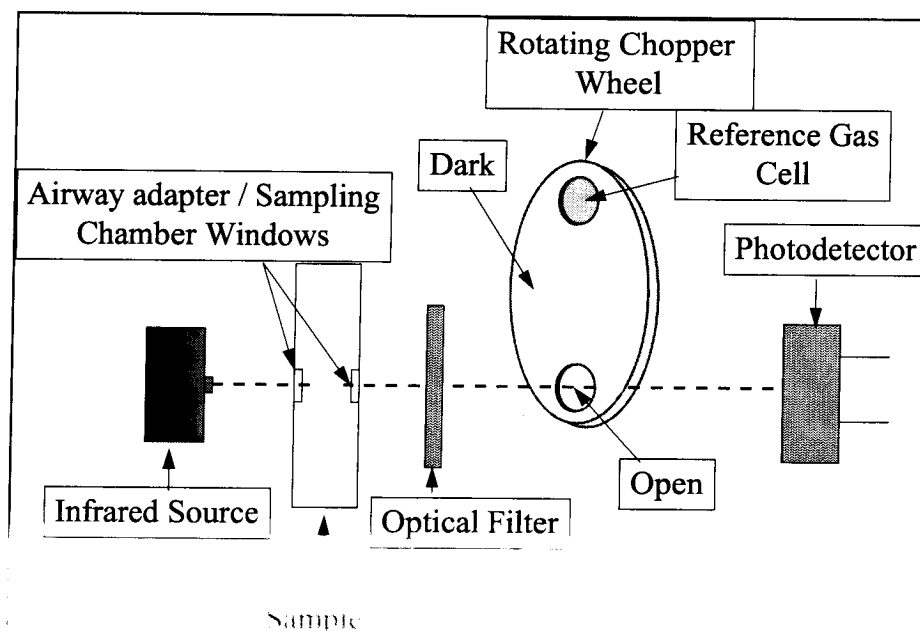 Rotating Chopper
Wheel
Reference Gas
Cell
Dark
Airway adapter / Sampling
Chamber Windows
Photodetector
Open
Infrared Source
Optical Filter
Sample